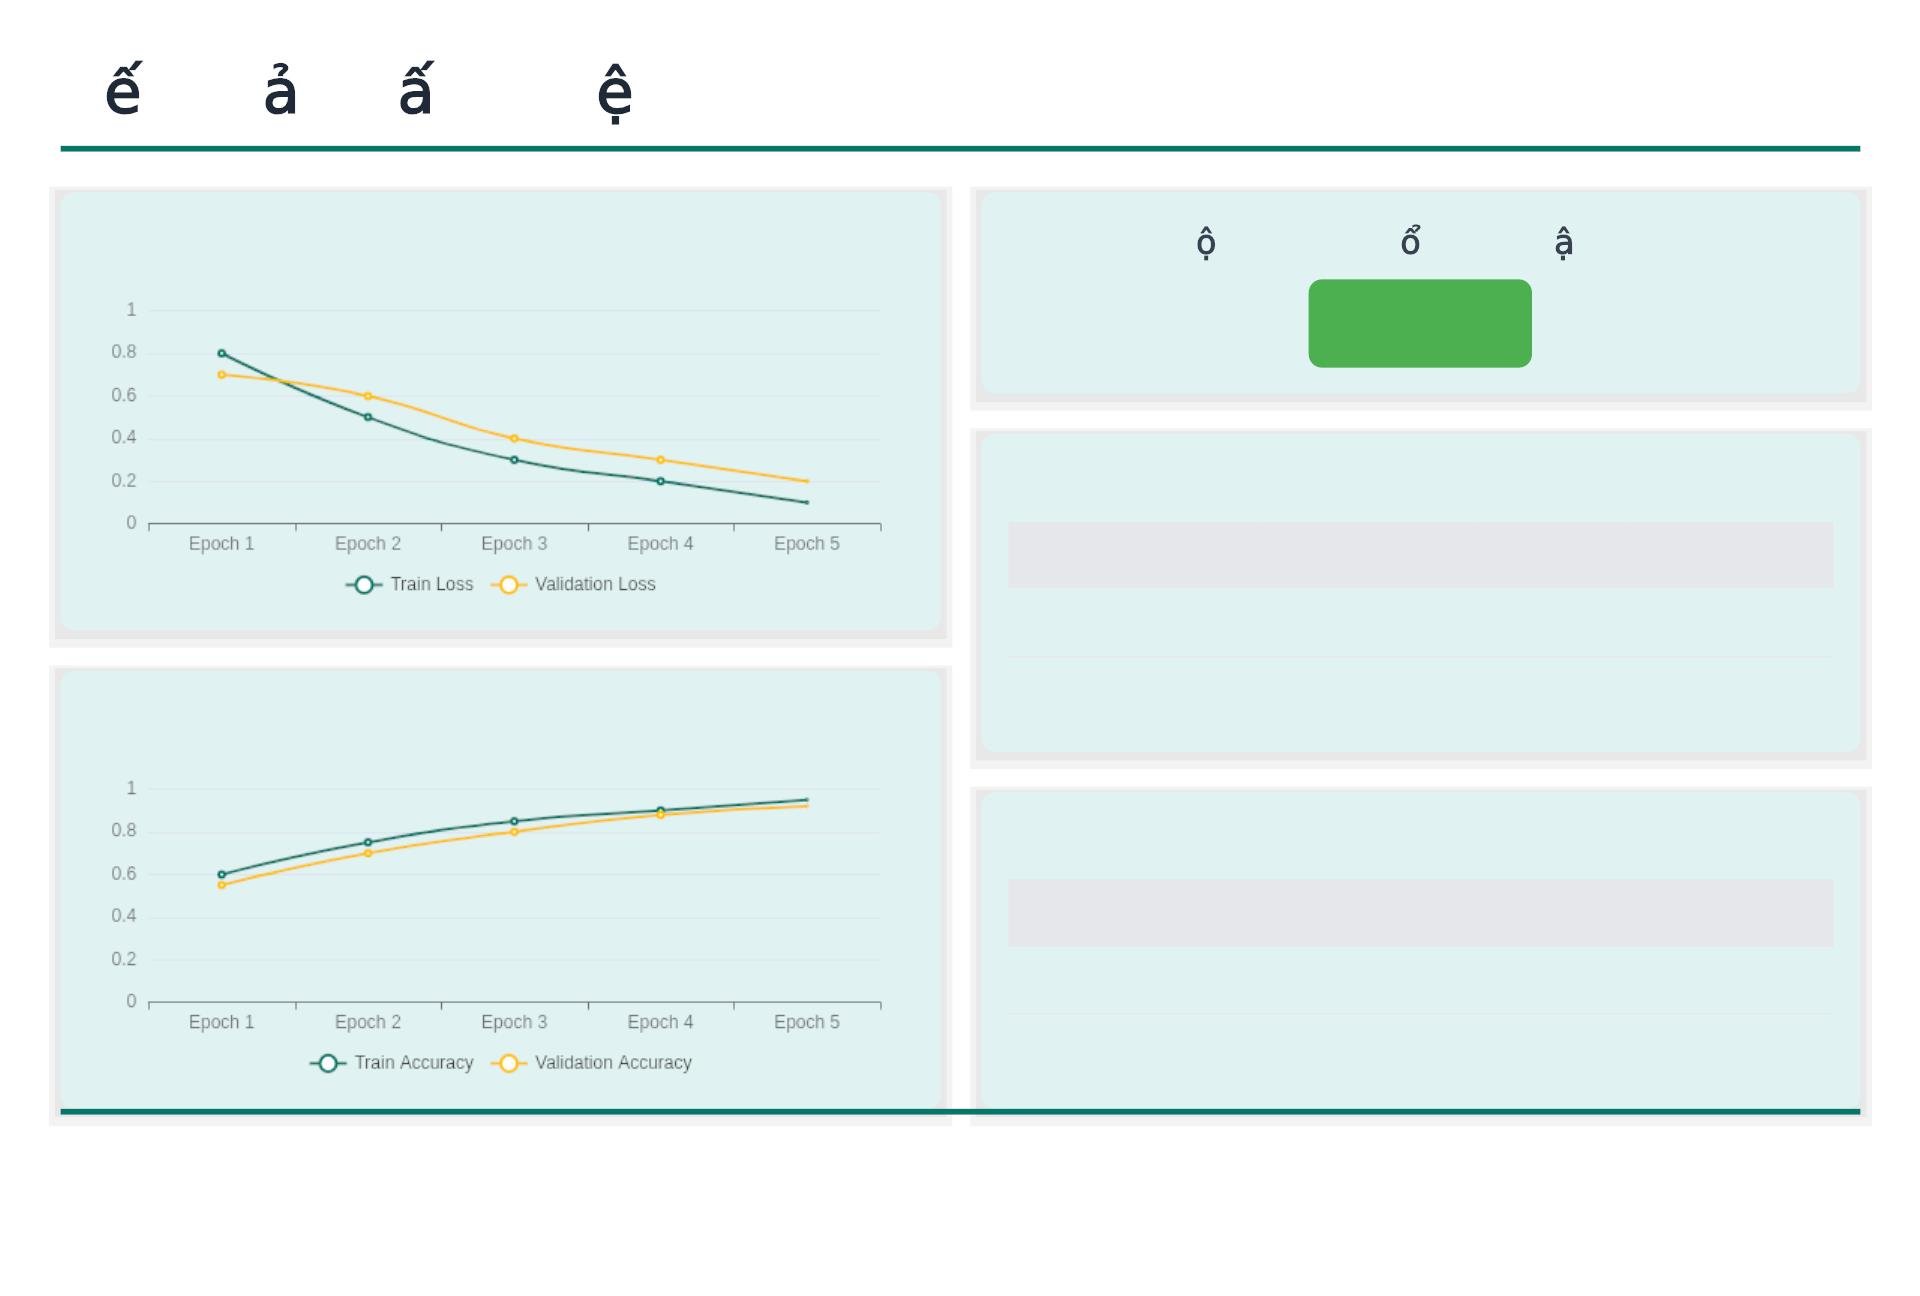 ế ả ấ ệ
1
0.8
0.6
0.4
0.2
0
Epoch 1 Epoch 2 Epoch 3 Epoch 4 Epoch 5
Train Loss Validation Loss
1
0.8
0.6
0.4
0.2
0
Epoch 1 Epoch 2 Epoch 3 Epoch 4 Epoch 5
Train Accuracy Validation Accuracy
ộ ổ ậ